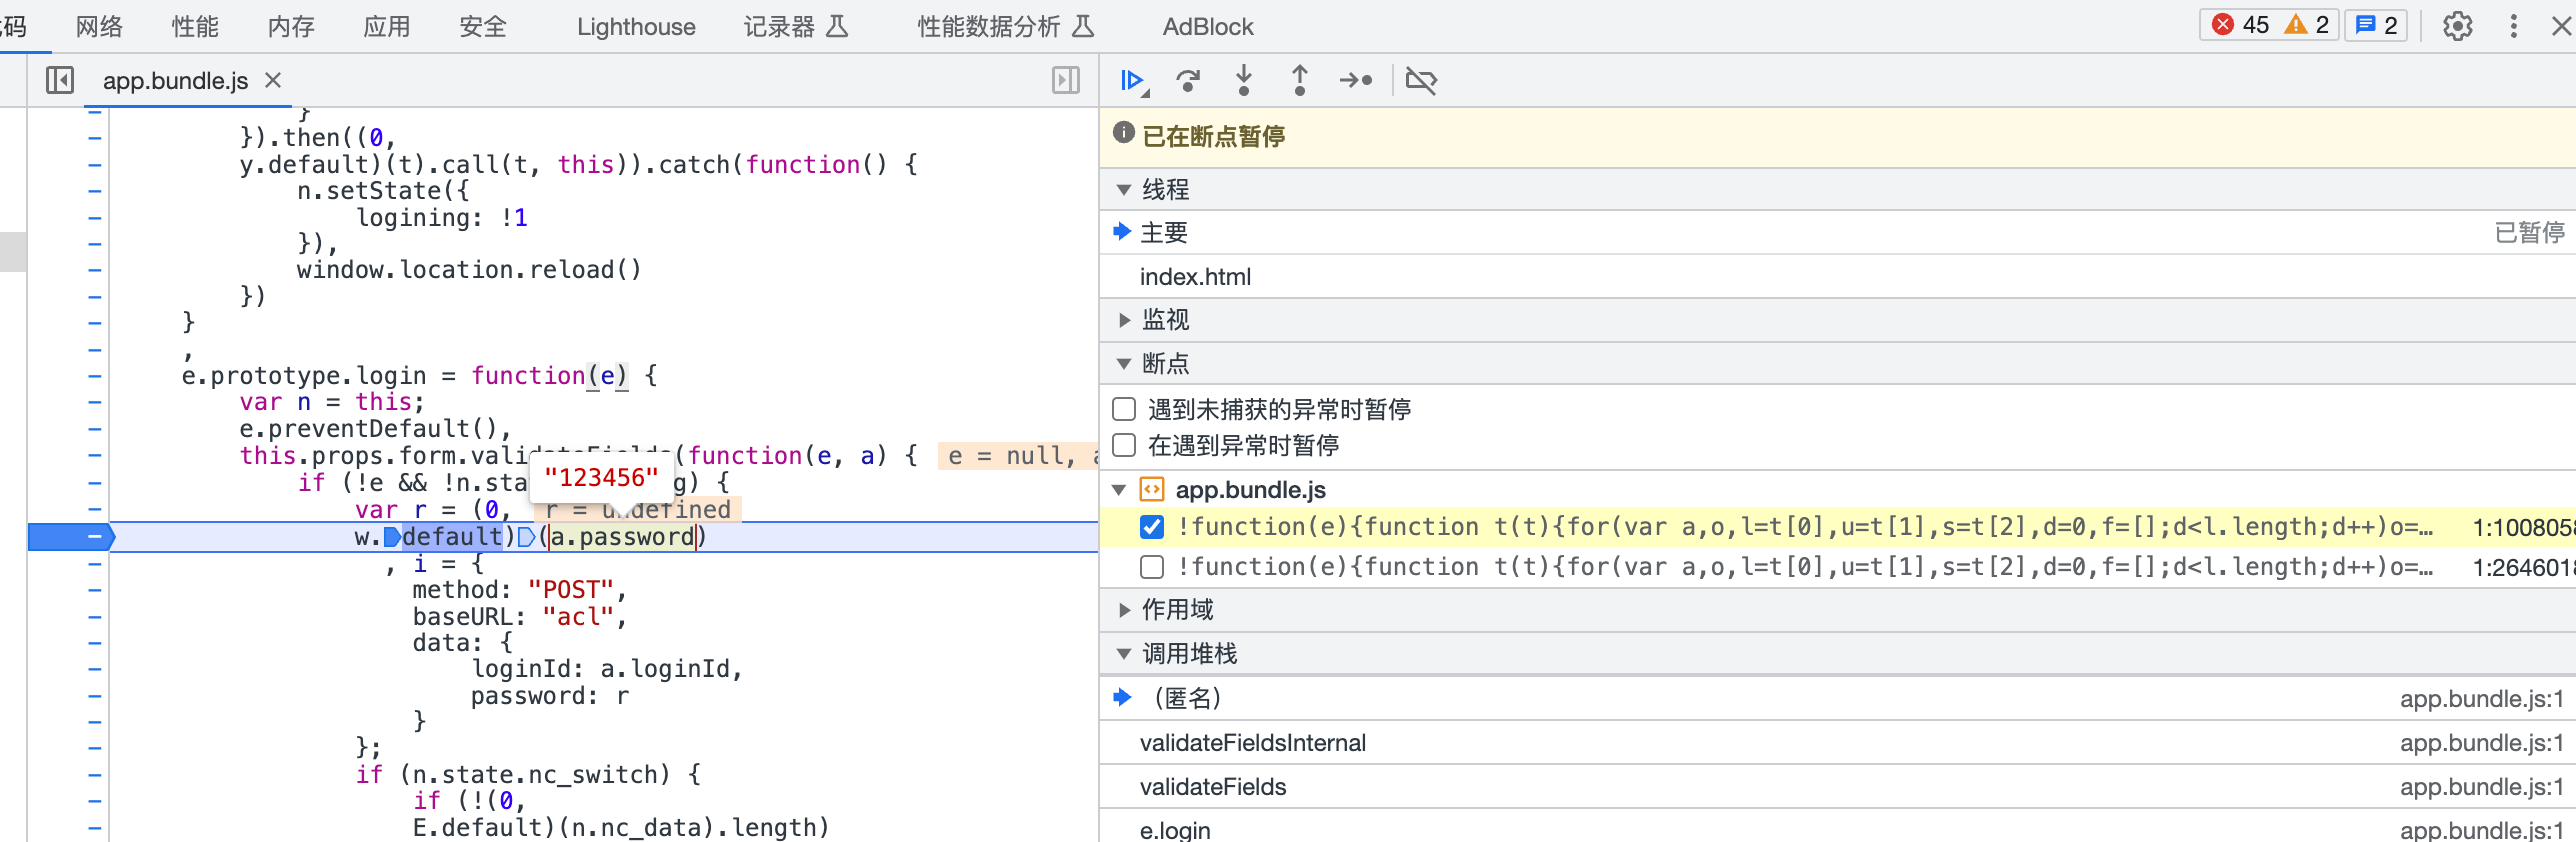 码 网络 性能 内存 应用 安全 Lighthouse 记录器 性能数据分析 AdBlock 45 2 2
app.bundle.js
}
}).then((0,
y.default)(t).call(t, this)).catch(function() {
n.setState({
logining: !1
}),
window.location.reload()
})
}
,
e.prototype.login = function(e) {
var n = this;
e.preventDefault(),
this.props.form.validateFields(function(e, a) { e = null, a
"123456"
if (!e && !n.sta g) {
var r = (0, r = undefined
w.default)(a.password)
, i = {
method: "POST",
baseURL: "acl",
data: {
loginId: a.loginId,
password: r
}
};
if (n.state.nc_switch) {
if (!(0,
E.default)(n.nc_data).length)
已在断点暂停
线程
主要 已暂停
index.html
监视
断点
遇到未捕获的异常时暂停
在遇到异常时暂停
app.bundle.js
!function(e){function t(t){for(var a,o,l=t[0],u=t[1],s=t[2],d=0,f=[];d<l.length;d++)o=… 1:1008058
!function(e){function t(t){for(var a,o,l=t[0],u=t[1],s=t[2],d=0,f=[];d<l.length;d++)o=… 1:2646018
作用域
调用堆栈
（匿名） app.bundle.js:1
validateFieldsInternal app.bundle.js:1
validateFields app.bundle.js:1
e.login app.bundle.js:1